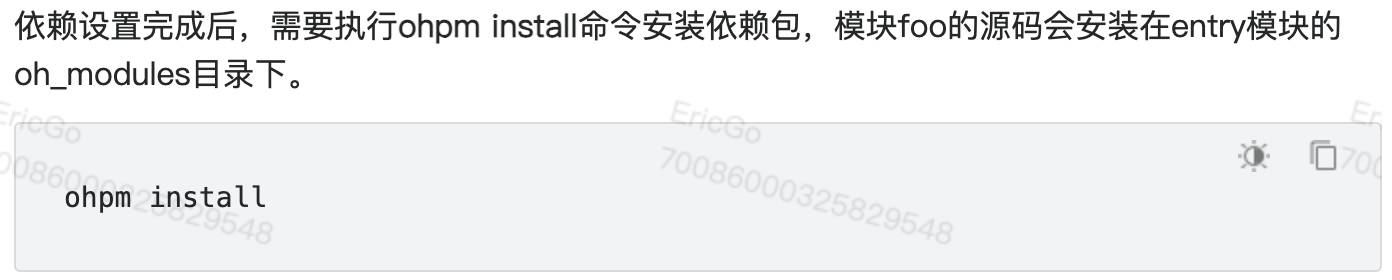 依赖设置完成后，需要执行ohpm install命令安装依赖包，模块foo的源码会安装在entry模块的
oh_modules目录下。
EricGo
EricGo
Er
70086000325829548
700
0086000325829548
ohpm install